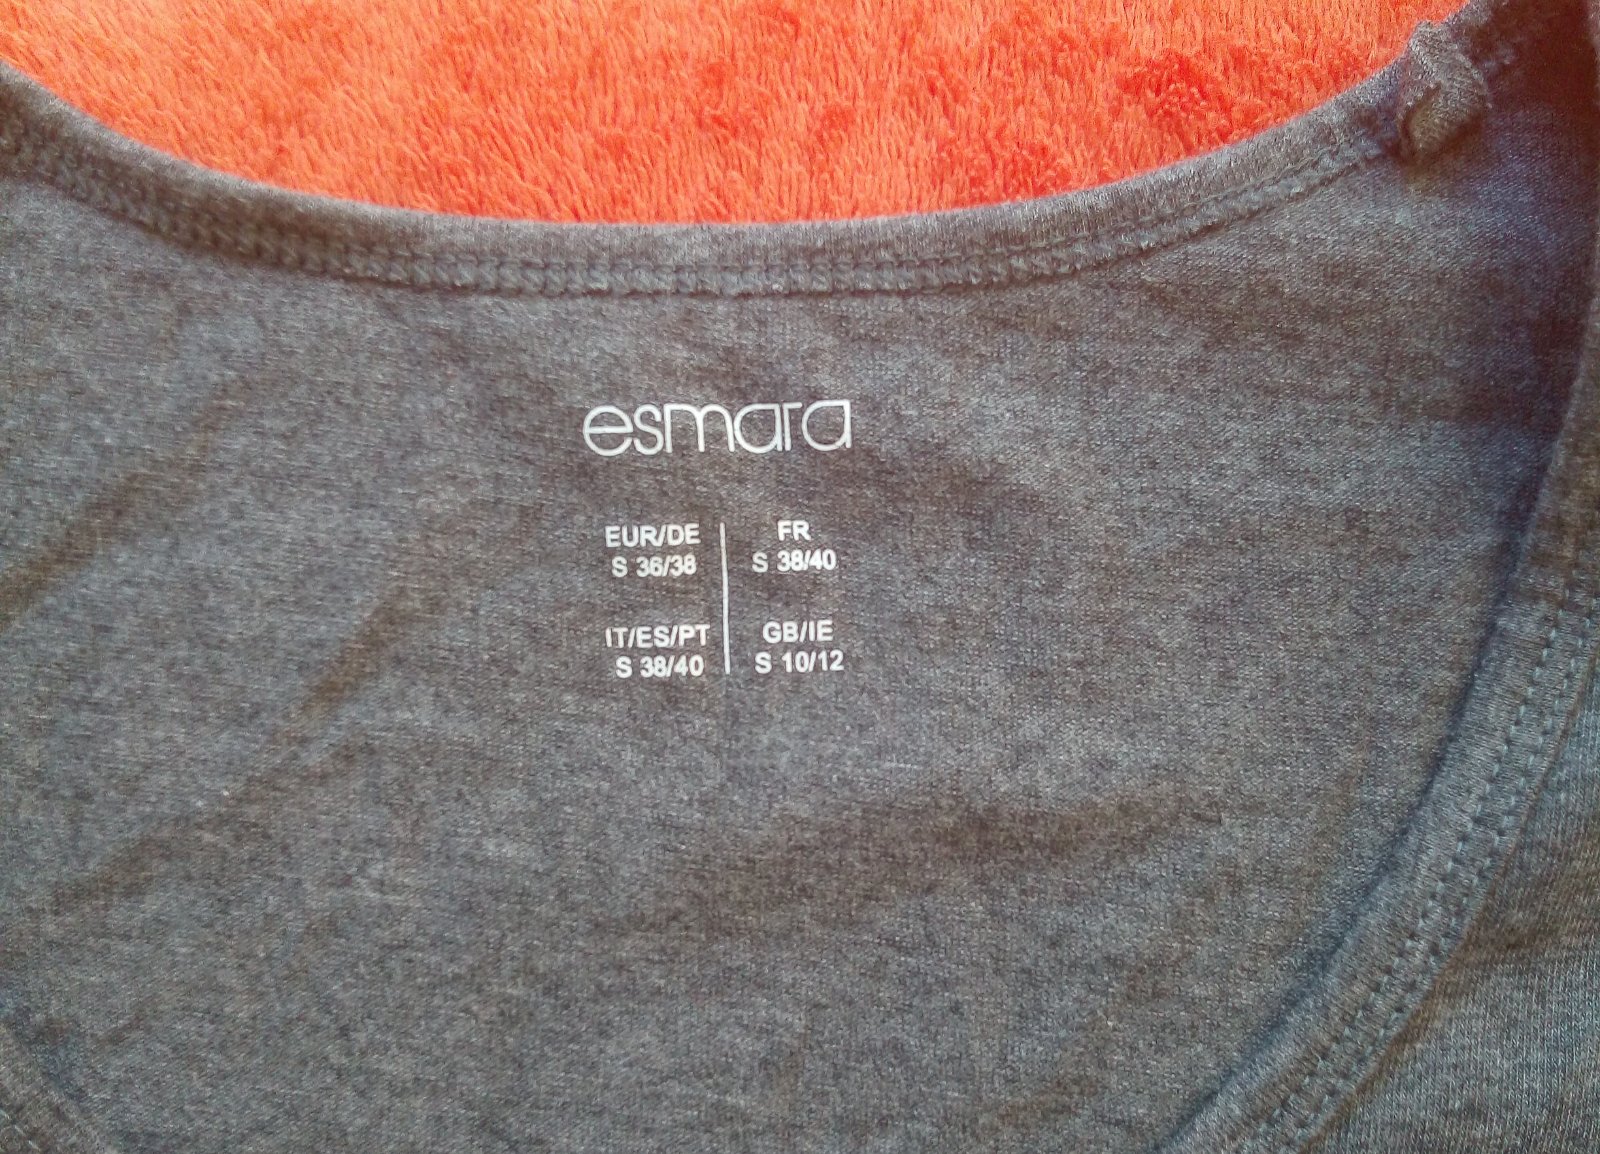 esmara
EUR/DE
S 36/38
FR
S 38/40
IT/ES/PT
S 38/40
GB/IE
S 10/12